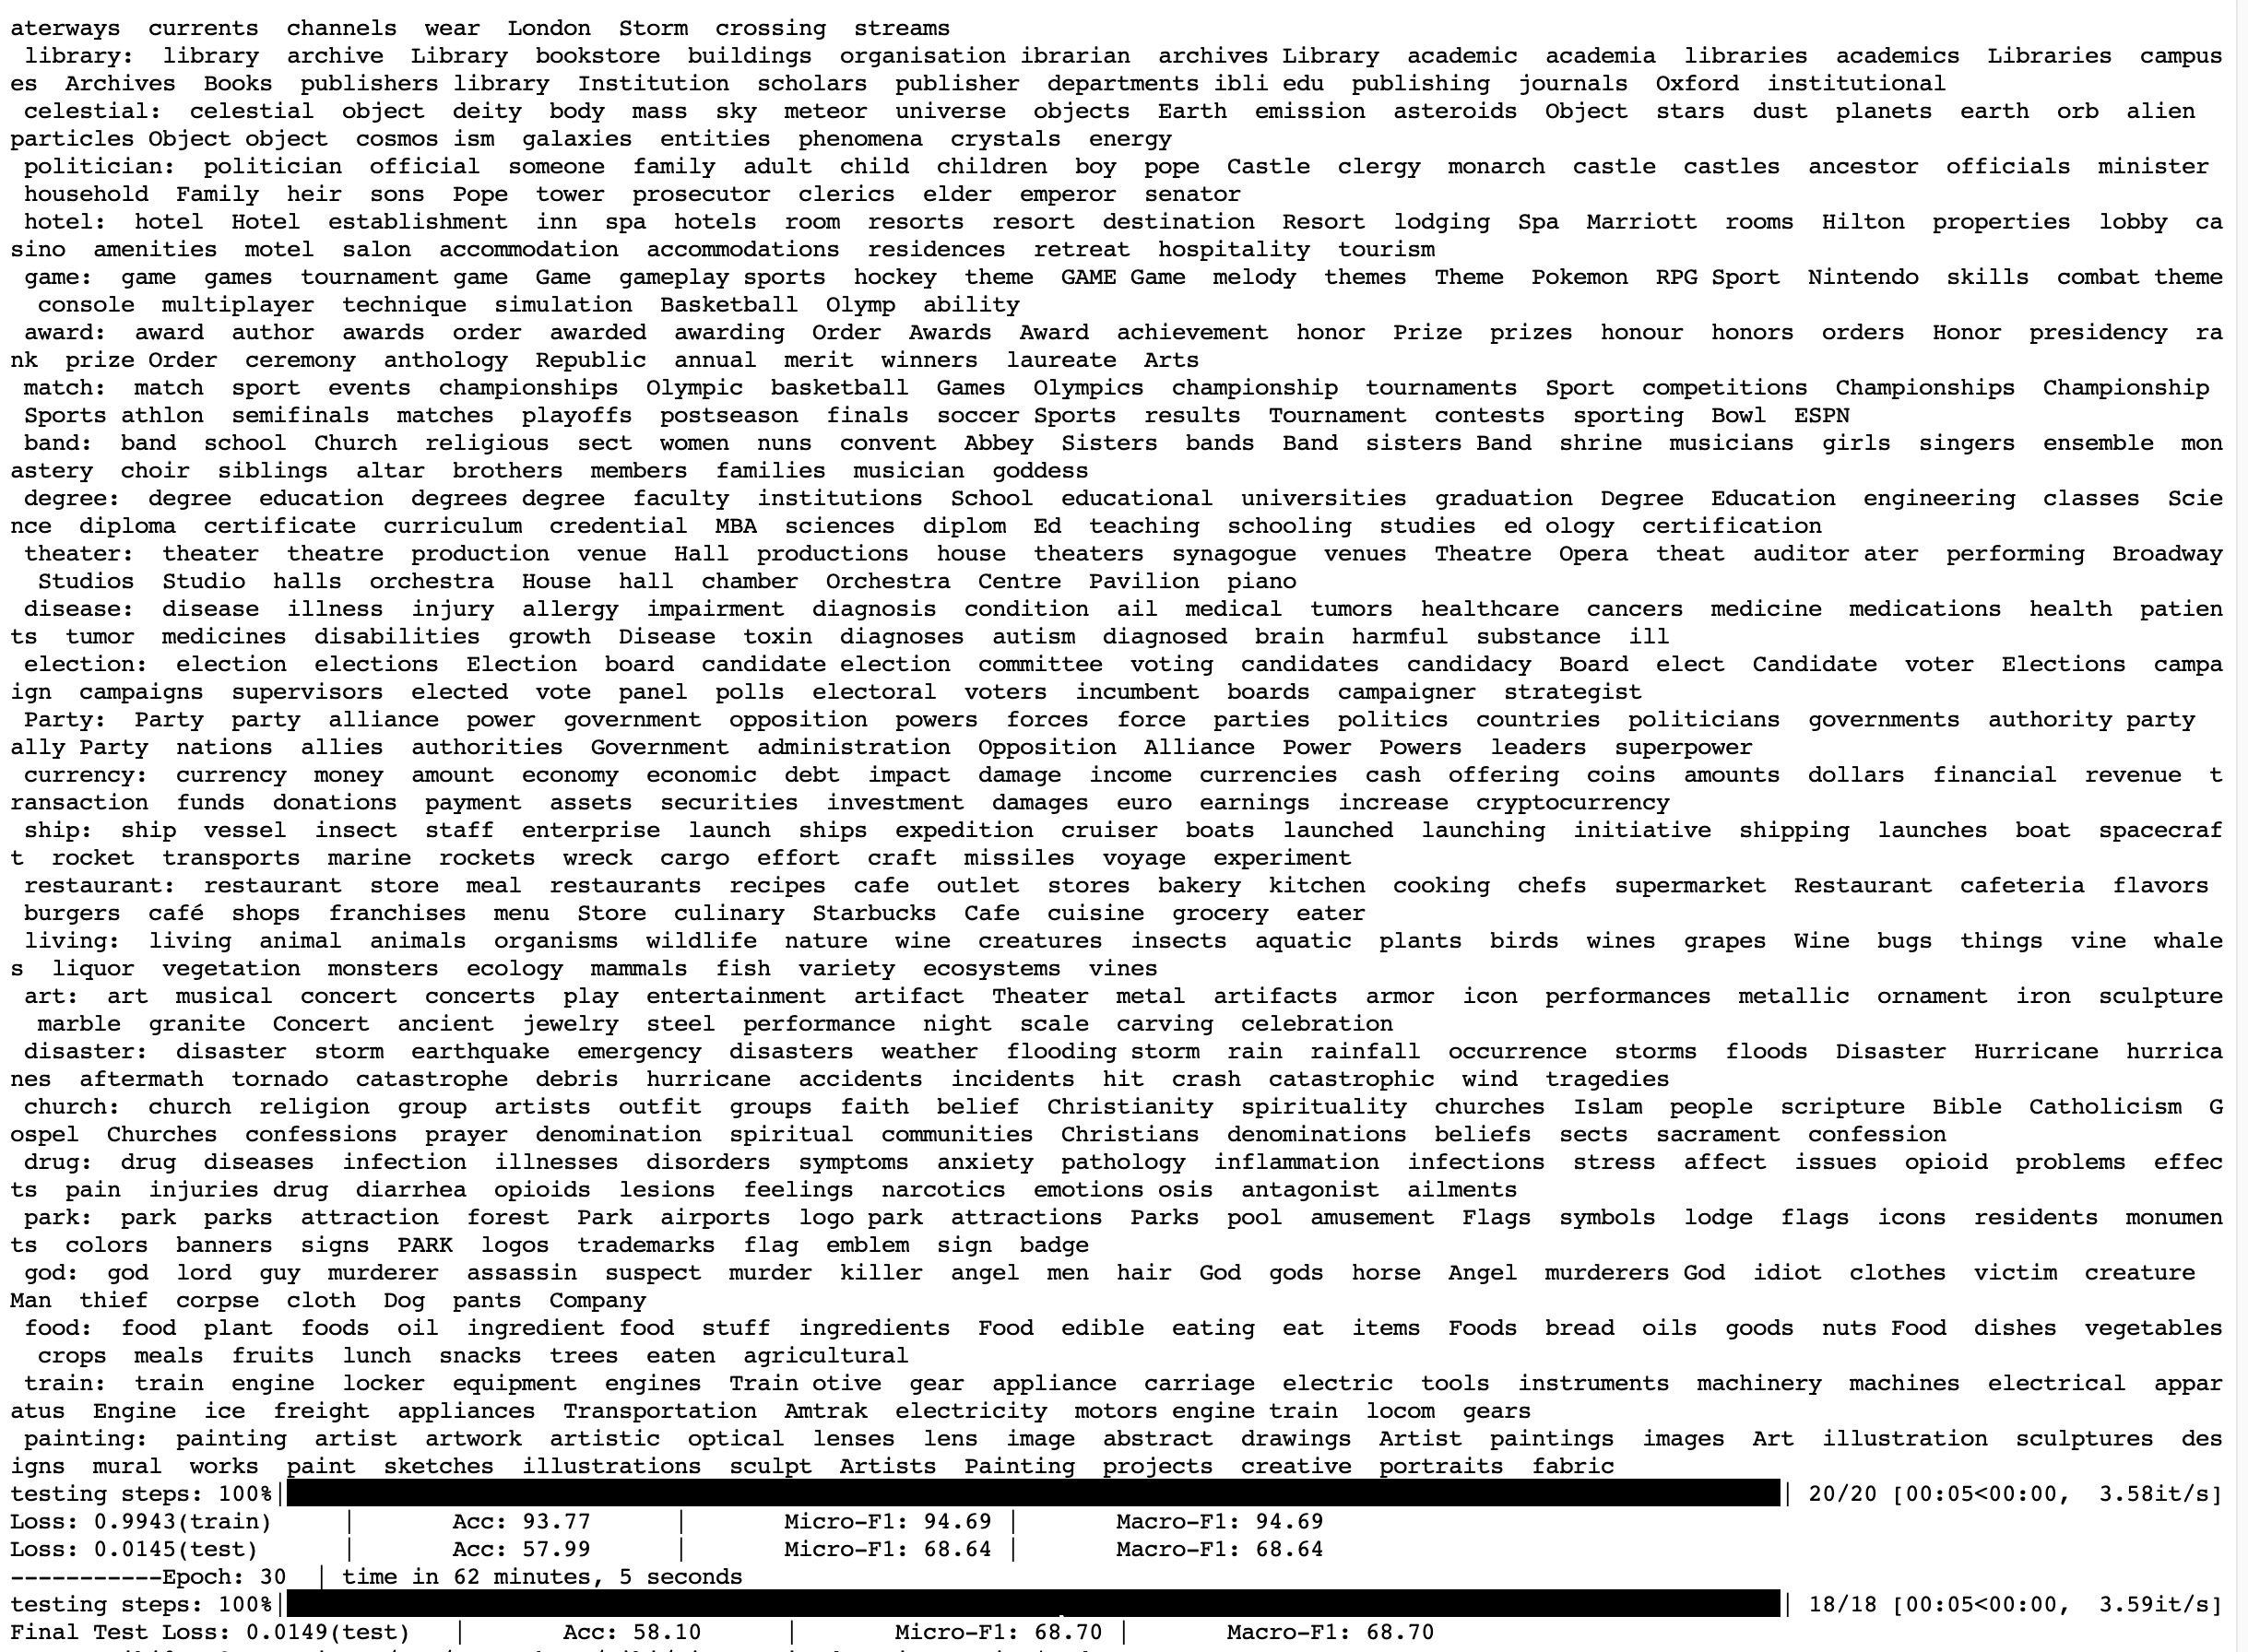 aterways currents channels wear London Storm crossing streams
library: library archive Library bookstore buildings organisation ibrarian archives Library academic academia libraries academics Libraries campus
es Archives Books publishers library Institution scholars publisher departments ibli edu publishing journals Oxford institutional
celestial: celestial object deity body mass sky meteor universe objects Earth emission asteroids Object stars dust planets earth orb alien
particles Object object cosmos ism galaxies entities phenomena crystals energy
politician: politician official someone family adult child children boy pope Castle clergy monarch castle castles ancestor officials minister
household Family heir sons Pope tower prosecutor clerics elder emperor senator
hotel: hotel Hotel establishment inn spa hotels room resorts resort destination Resort lodging Spa Marriott rooms Hilton properties lobby ca
sino amenities motel salon accommodation accommodations residences retreat hospitality tourism
game: game games tournament game Game gameplay sports hockey theme GAME Game melody themes Theme Pokemon RPG Sport Nintendo skills combat theme
console multiplayer technique simulation Basketball Olymp ability
award: award author awards order awarded awarding Order Awards Award achievement honor Prize prizes honour honors orders Honor presidency ra
nk prize Order ceremony anthology Republic annual merit winners laureate Arts
match: match sport events championships Olympic basketball Games Olympics championship tournaments Sport competitions Championships Championship
Sports athlon semifinals matches playoffs postseason finals soccer Sports results Tournament contests sporting Bowl ESPN
band: band school Church religious sect women nuns convent Abbey Sisters bands Band sisters Band shrine musicians girls singers ensemble mon
astery choir siblings altar brothers members families musician goddess
degree: degree education degrees degree faculty institutions School educational universities graduation Degree Education engineering classes Scie
nce diploma certificate curriculum credential MBA sciences diplom Ed teaching schooling studies ed ology certification
theater: theater theatre production venue Hall productions house theaters synagogue venues Theatre Opera theat auditor ater performing Broadway
Studios Studio halls orchestra House hall chamber Orchestra Centre Pavilion piano
disease: disease illness injury allergy impairment diagnosis condition ail medical tumors healthcare cancers medicine medications health patien
ts tumor medicines disabilities growth Disease toxin diagnoses autism diagnosed brain harmful substance ill
election: election elections Election board candidate election committee voting candidates candidacy Board elect Candidate voter Elections campa
ign campaigns supervisors elected vote panel polls electoral voters incumbent boards campaigner strategist
Party: Party party alliance power government opposition powers forces force parties politics countries politicians governments authority party
ally Party nations allies authorities Government administration Opposition Alliance Power Powers leaders superpower
currency: currency money amount economy economic debt impact damage income currencies cash offering coins amounts dollars financial revenue t
ransaction funds donations payment assets securities investment damages euro earnings increase cryptocurrency
ship: ship vessel insect staff enterprise launch ships expedition cruiser boats launched launching initiative shipping launches boat spacecraf
t rocket transports marine rockets wreck cargo effort craft missiles voyage experiment
restaurant: restaurant store meal restaurants recipes cafe outlet stores bakery kitchen cooking chefs supermarket Restaurant cafeteria flavors
burgers café shops franchises menu Store culinary Starbucks Cafe cuisine grocery eater
living: living animal animals organisms wildlife nature wine creatures insects aquatic plants birds wines grapes Wine bugs things vine whale
s liquor vegetation monsters ecology mammals fish variety ecosystems vines
art: art musical concert concerts play entertainment artifact Theater metal artifacts armor icon performances metallic ornament iron sculpture
marble granite Concert ancient jewelry steel performance night scale carving celebration
disaster: disaster storm earthquake emergency disasters weather flooding storm rain rainfall occurrence storms floods Disaster Hurricane hurrica
nes aftermath tornado catastrophe debris hurricane accidents incidents hit crash catastrophic wind tragedies
church: church religion group artists outfit groups faith belief Christianity spirituality churches Islam people scripture Bible Catholicism G
ospel Churches confessions prayer denomination spiritual communities Christians denominations beliefs sects sacrament confession
drug: drug diseases infection illnesses disorders symptoms anxiety pathology inflammation infections stress affect issues opioid problems effec
ts pain injuries drug diarrhea opioids lesions feelings narcotics emotions osis antagonist ailments
park: park parks attraction forest Park airports logo park attractions Parks pool amusement Flags symbols lodge flags icons residents monumen
ts colors banners signs PARK logos trademarks flag emblem sign badge
god: god lord guy murderer assassin suspect murder killer angel men hair God gods horse Angel murderers God idiot clothes victim creature
Man thief corpse cloth Dog pants Company
food: food plant foods oil ingredient food stuff ingredients Food edible eating eat items Foods bread oils goods nuts Food dishes vegetables
crops meals fruits lunch snacks trees eaten agricultural
train: train engine locker equipment engines Train otive gear appliance carriage electric tools instruments machinery machines electrical appar
atus Engine ice freight appliances Transportation Amtrak electricity motors engine train locom gears
painting: painting artist artwork artistic optical lenses lens image abstract drawings Artist paintings images Art illustration sculptures des
igns mural works paint sketches illustrations sculpt Artists Painting projects creative portraits fabric
testing steps: 100%| | 20/20 [00:05<00:00, 3.58it/s]
Loss: 0.9943(train) | Acc: 93.77 | Micro-F1: 94.69 | Macro-F1: 94.69
Loss: 0.0145(test) | Acc: 57.99 | Micro-F1: 68.64 | Macro-F1: 68.64
-----------Epoch: 30 | time in 62 minutes, 5 seconds
testing steps: 100%| | 18/18 [00:05<00:00, 3.59it/s]
Final Test Loss: 0.0149(test) | Acc: 58.10 | Micro-F1: 68.70 | Macro-F1: 68.70